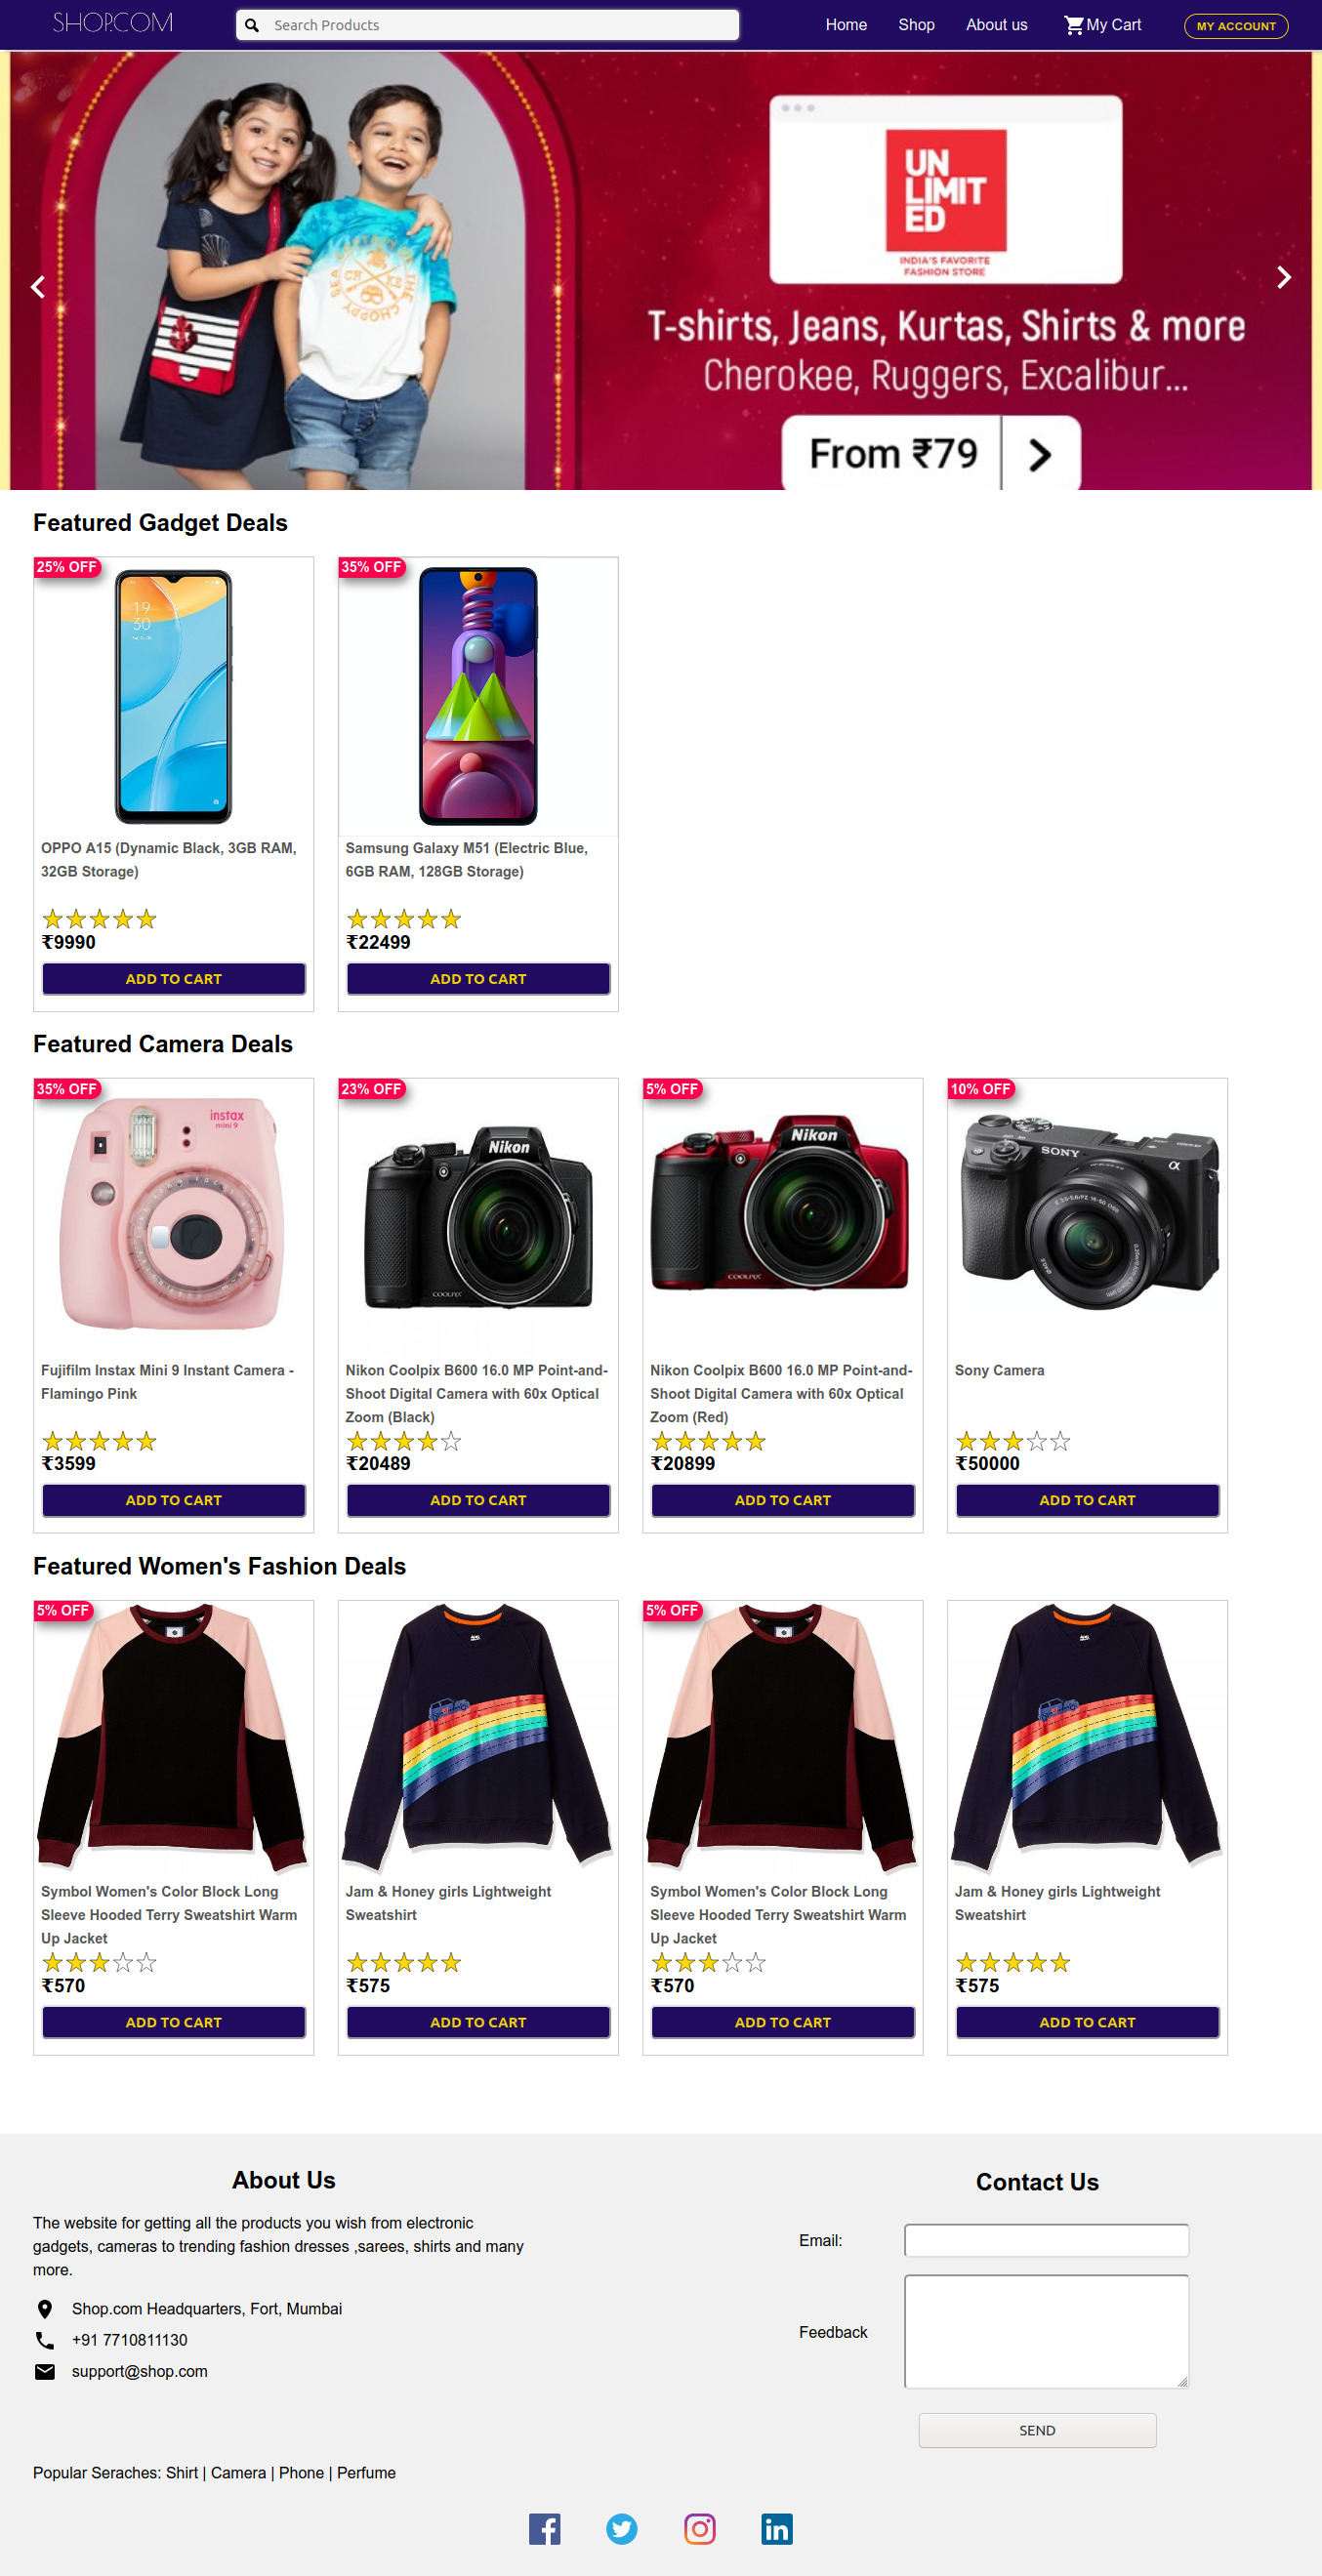 SHOP.COM
Search Products
Home
Shop
About us
My Cart
MY ACCOUNT
UN
LIMIT
ED
INDIA'S FAVORITE
FASHION STORE
T-shirts, Jeans, Kurtas, Shirts & more
Cherokee, Ruggers, Excalibur...
From ₹79
Featured Gadget Deals
25% OFF
19
30
OPPO A15 (Dynamic Black, 3GB RAM,
32GB Storage)
₹9990
ADD TO CART
35% OFF
Samsung Galaxy M51 (Electric Blue,
6GB RAM, 128GB Storage)
₹22499
ADD TO CART
Featured Camera Deals
35% OFF
instax
mini 9
Fujifilm Instax Mini 9 Instant Camera -
Flamingo Pink
₹3599
ADD TO CART
23% OFF
Nikon
COOLPIX
Nikon Coolpix B600 16.0 MP Point-and-
Shoot Digital Camera with 60x Optical
Zoom (Black)
₹20489
ADD TO CART
5% OFF
Nikon
COOLPIX
Nikon Coolpix B600 16.0 MP Point-and-
Shoot Digital Camera with 60x Optical
Zoom (Red)
₹20899
ADD TO CART
10% OFF
SONY
α
Sony Camera
₹50000
ADD TO CART
Featured Women's Fashion Deals
5% OFF
Symbol Women's Color Block Long
Sleeve Hooded Terry Sweatshirt Warm
Up Jacket
₹570
ADD TO CART
Jam & Honey girls Lightweight
Sweatshirt
₹575
ADD TO CART
5% OFF
Symbol Women's Color Block Long
Sleeve Hooded Terry Sweatshirt Warm
Up Jacket
₹570
ADD TO CART
Jam & Honey girls Lightweight
Sweatshirt
₹575
ADD TO CART
About Us
The website for getting all the products you wish from electronic
gadgets, cameras to trending fashion dresses ,sarees, shirts and many
more.
Shop.com Headquarters, Fort, Mumbai
+91 7710811130
support@shop.com
Contact Us
Email:
Feedback
SEND
Popular Seraches: Shirt | Camera | Phone | Perfume